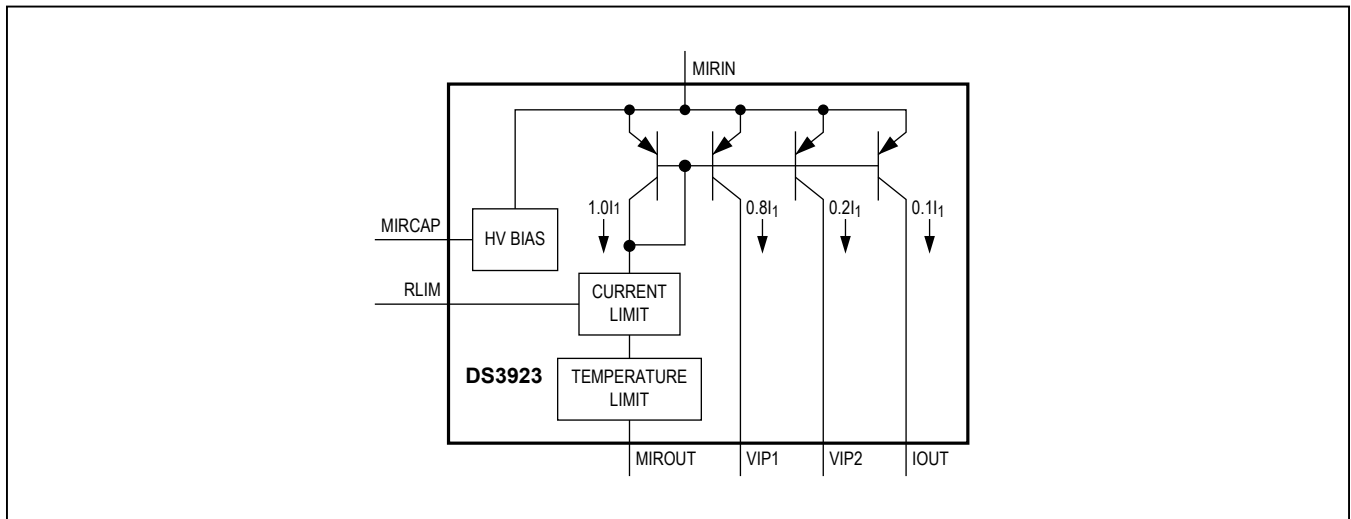 MIRIN
1.0I1
0.8I₁
0.2I₁
0.1I₁
MIRCAP
HV BIAS
RLIM
CURRENT
LIMIT
DS3923
TEMPERATURE
LIMIT
MIROUT
VIP1
VIP2
IOUT